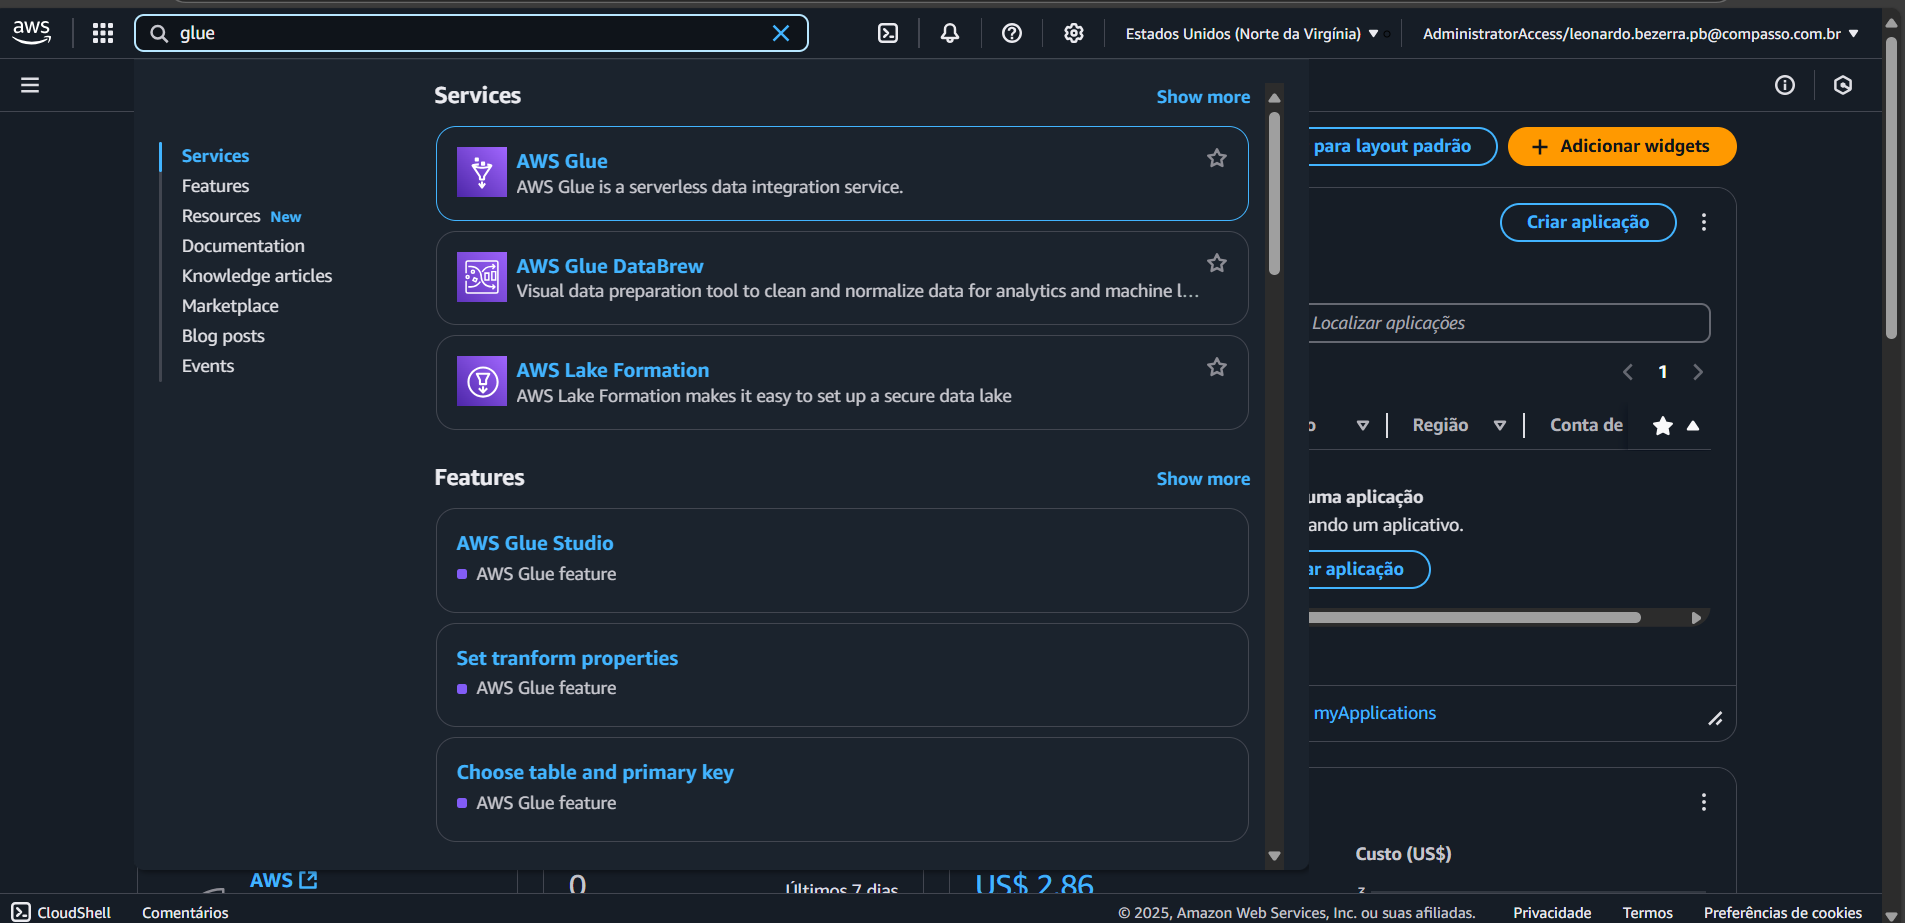 aws
glue
Estados Unidos (Norte da Virgínia)
AdministratorAccess/leonardo.bezerra.pb@compasso.com.br
Services
Features
Resources New
Documentation
Knowledge articles
Marketplace
Blog posts
Events
Services
Show more
AWS Glue
AWS Glue is a serverless data integration service.
AWS Glue DataBrew
Visual data preparation tool to clean and normalize data for analytics and machine l...
AWS Lake Formation
AWS Lake Formation makes it easy to set up a secure data lake
Features
Show more
AWS Glue Studio
AWS Glue feature
Set tranform properties
AWS Glue feature
Choose table and primary key
AWS Glue feature
para layout padrão
+ Adicionar widgets
Criar aplicação
Localizar aplicações
1
o
Região
Conta de
uma aplicação
ando um aplicativo.
ar aplicação
myApplications
Custo (US$)
AWS
0
Últimos 7 dias
US$ 2.86
CloudShell
Comentários
© 2025, Amazon Web Services, Inc. ou suas afiliadas.
Privacidade
Termos
Preferências de cookies